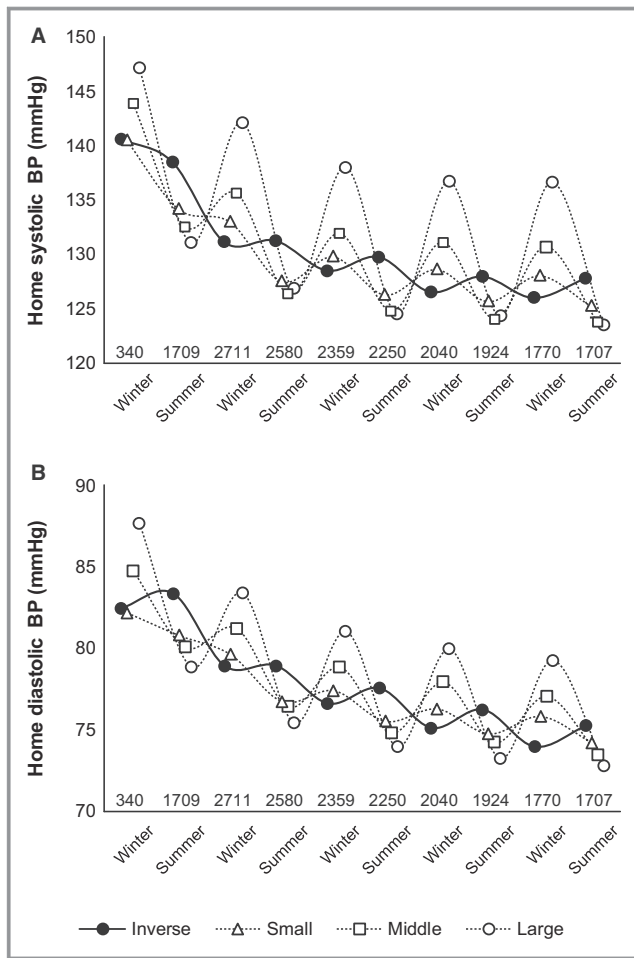 A
150
145
140
135
130
125
120
Home systolic BP (mmHg)
340 1709 2711 2580 2359 2250 2040 1924 1770 1707
Winter Summer Winter Summer Winter Summer Winter Summer Winter Summer
B
90
85
80
75
70
Home diastolic BP (mmHg)
340 1709 2711 2580 2359 2250 2040 1924 1770 1707
Winter Summer Winter Summer Winter Summer Winter Summer Winter Summer
Inverse Small Middle Large